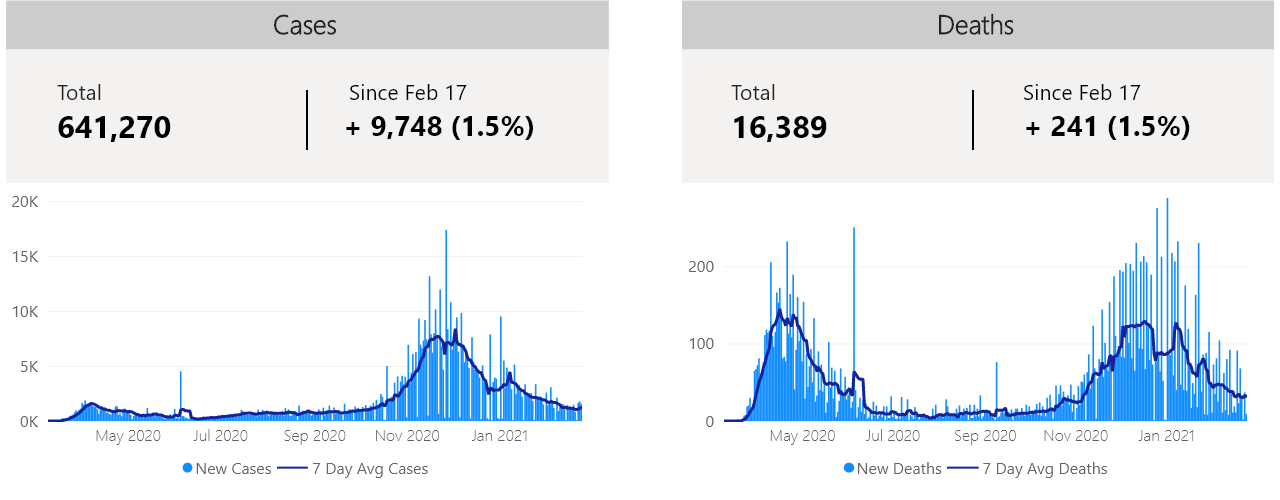 Cases
Total
641,270
Since Feb 17
+ 9,748 (1.5%)
20K
15K
10K
5K
0K
May 2020
Jul 2020
Sep 2020
Nov 2020
Jan 2021
New Cases
7 Day Avg Cases
Deaths
Total
16,389
Since Feb 17
+ 241 (1.5%)
200
100
0
May 2020
Jul 2020
Sep 2020
Nov 2020
Jan 2021
New Deaths
7 Day Avg Deaths